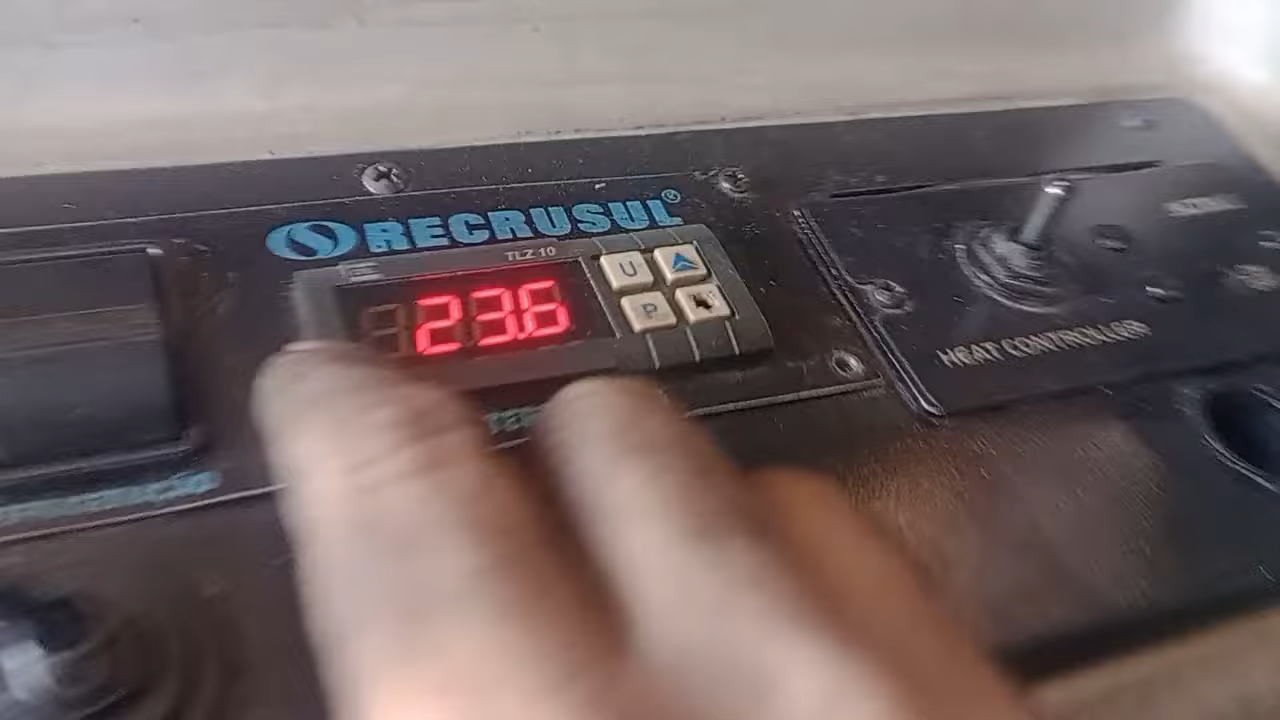 RECRUSUL®
TLZ 10
23.6
U
P
HEAT CONTROLLER